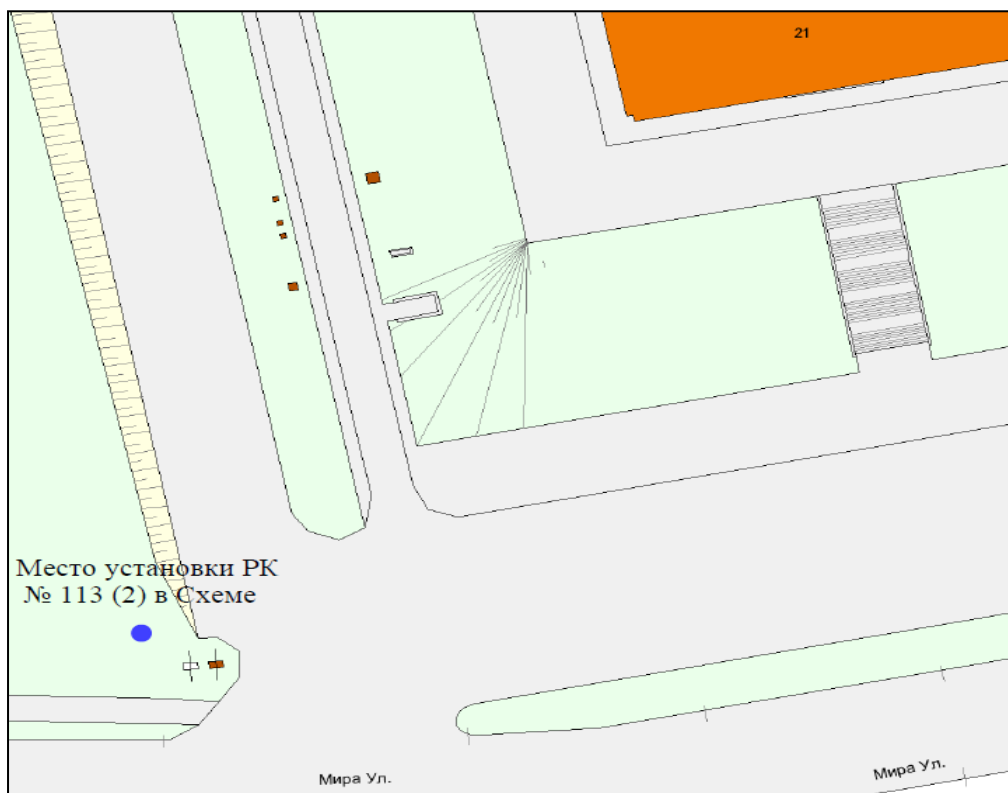 21
Место установки РК
№ 113 (2) в Схеме
Мира Ул.
Мира Ул.